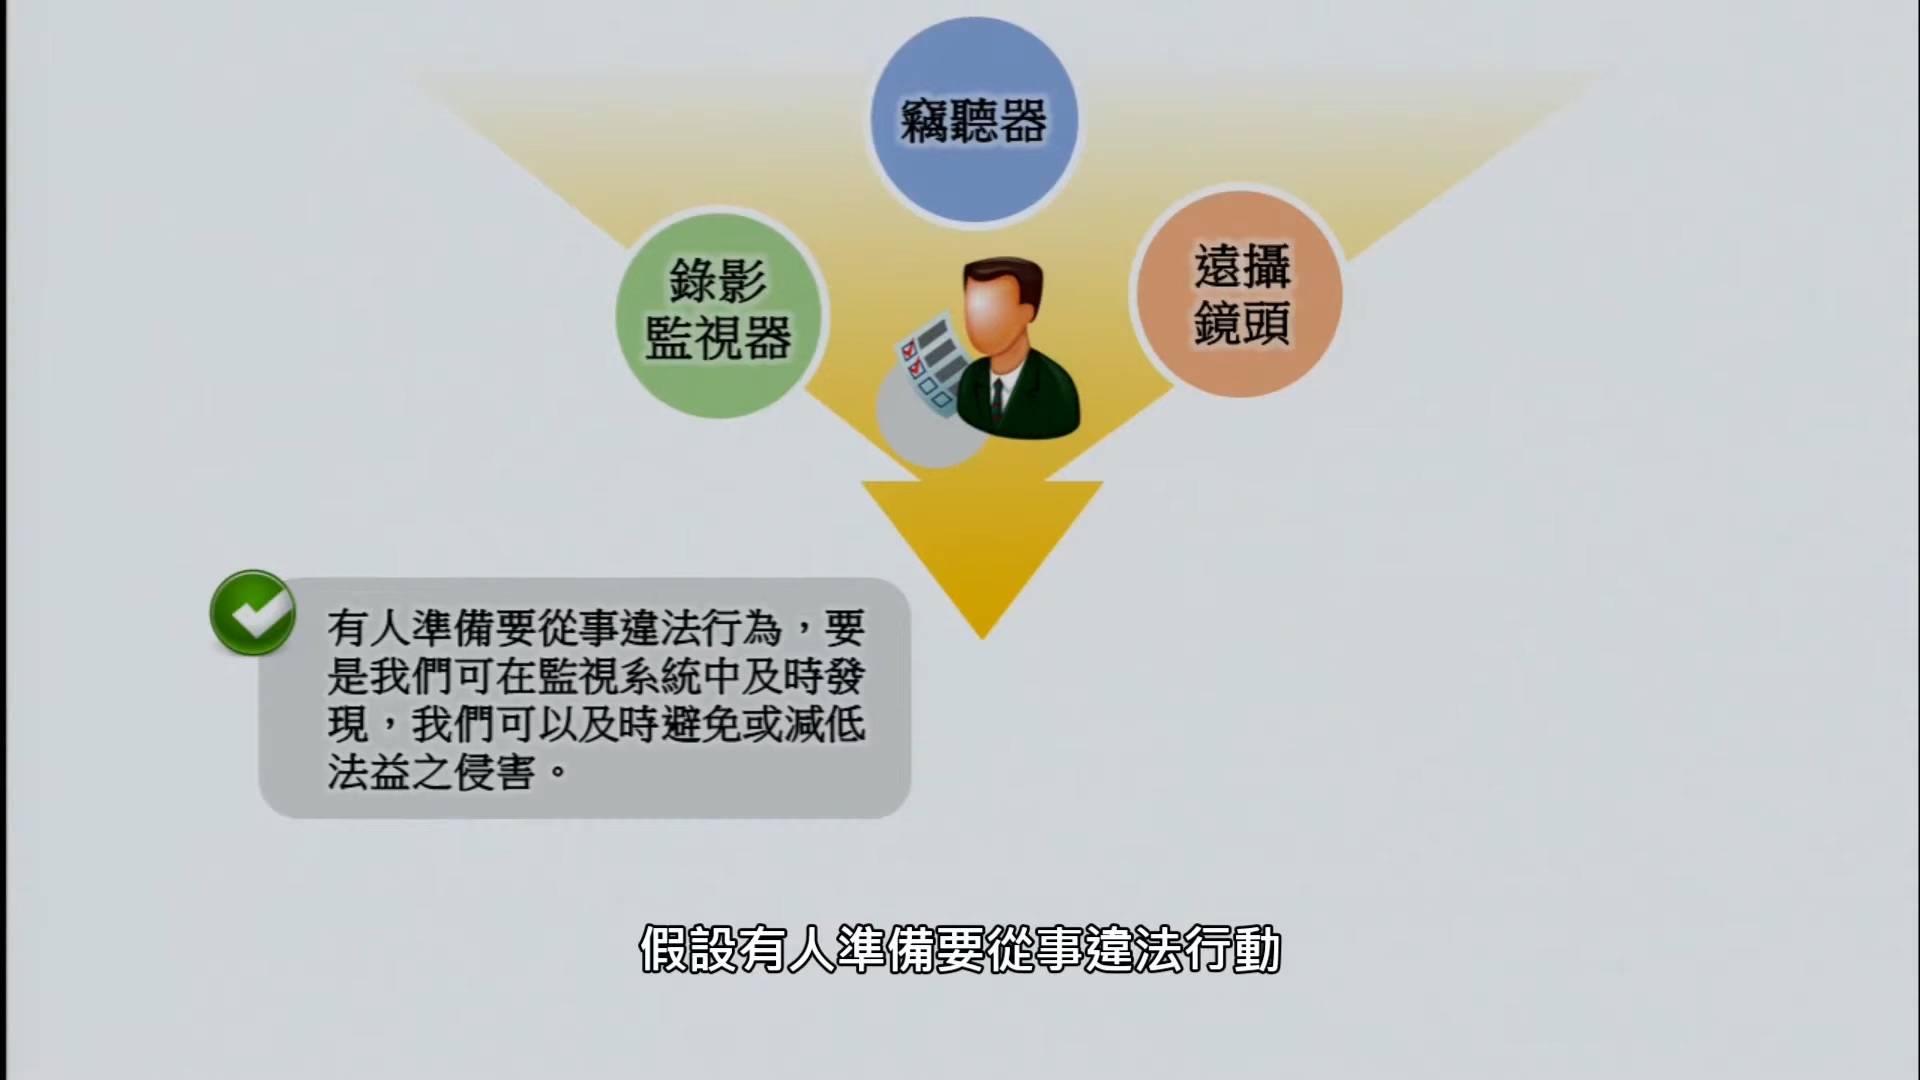 竊聽器
錄影
監視器
遠攝
鏡頭
有人準備要從事違法行為，要
是我們可在監視系統中及時發
現，我們可以及時避免或減低
法益之侵害。
假設有人準備要從事違法行動